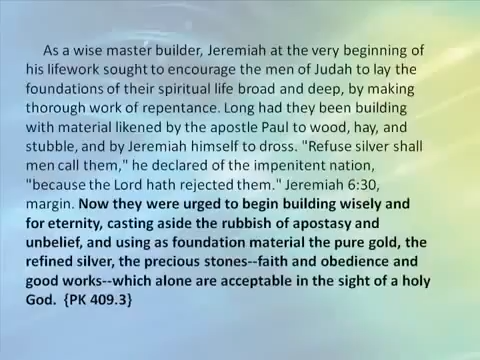 As a wise master builder, Jeremiah at the very beginning of
his lifework sought to encourage the men of Judah to lay the
foundations of their spiritual life broad and deep, by making
thorough work of repentance. Long had they been building
with material likened by the apostle Paul to wood, hay, and
stubble, and by Jeremiah himself to dross. "Refuse silver shall
men call them," he declared of the impenitent nation,
"because the Lord hath rejected them." Jeremiah 6:30,
margin. Now they were urged to begin building wisely and
for eternity, casting aside the rubbish of apostasy and
unbelief, and using as foundation material the pure gold, the
refined silver, the precious stones--faith and obedience and
good works--which alone are acceptable in the sight of a holy
God. {PK 409.3}